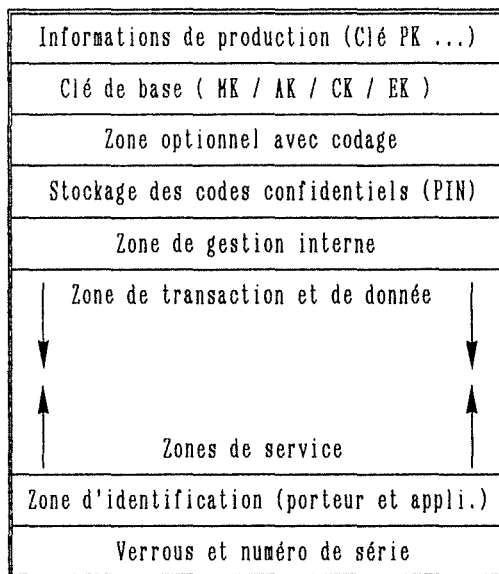 Informations de production (Clé PK ...)
Clé de base ( MK / AK / CK / EK )
Zone optionnel avec codage
Stockage des codes confidentiels (PIN)
Zone de gestion interne
Zone de transaction et de donnée
Zones de service
Zone d'identification (porteur et appli.)
Verrous et numéro de série